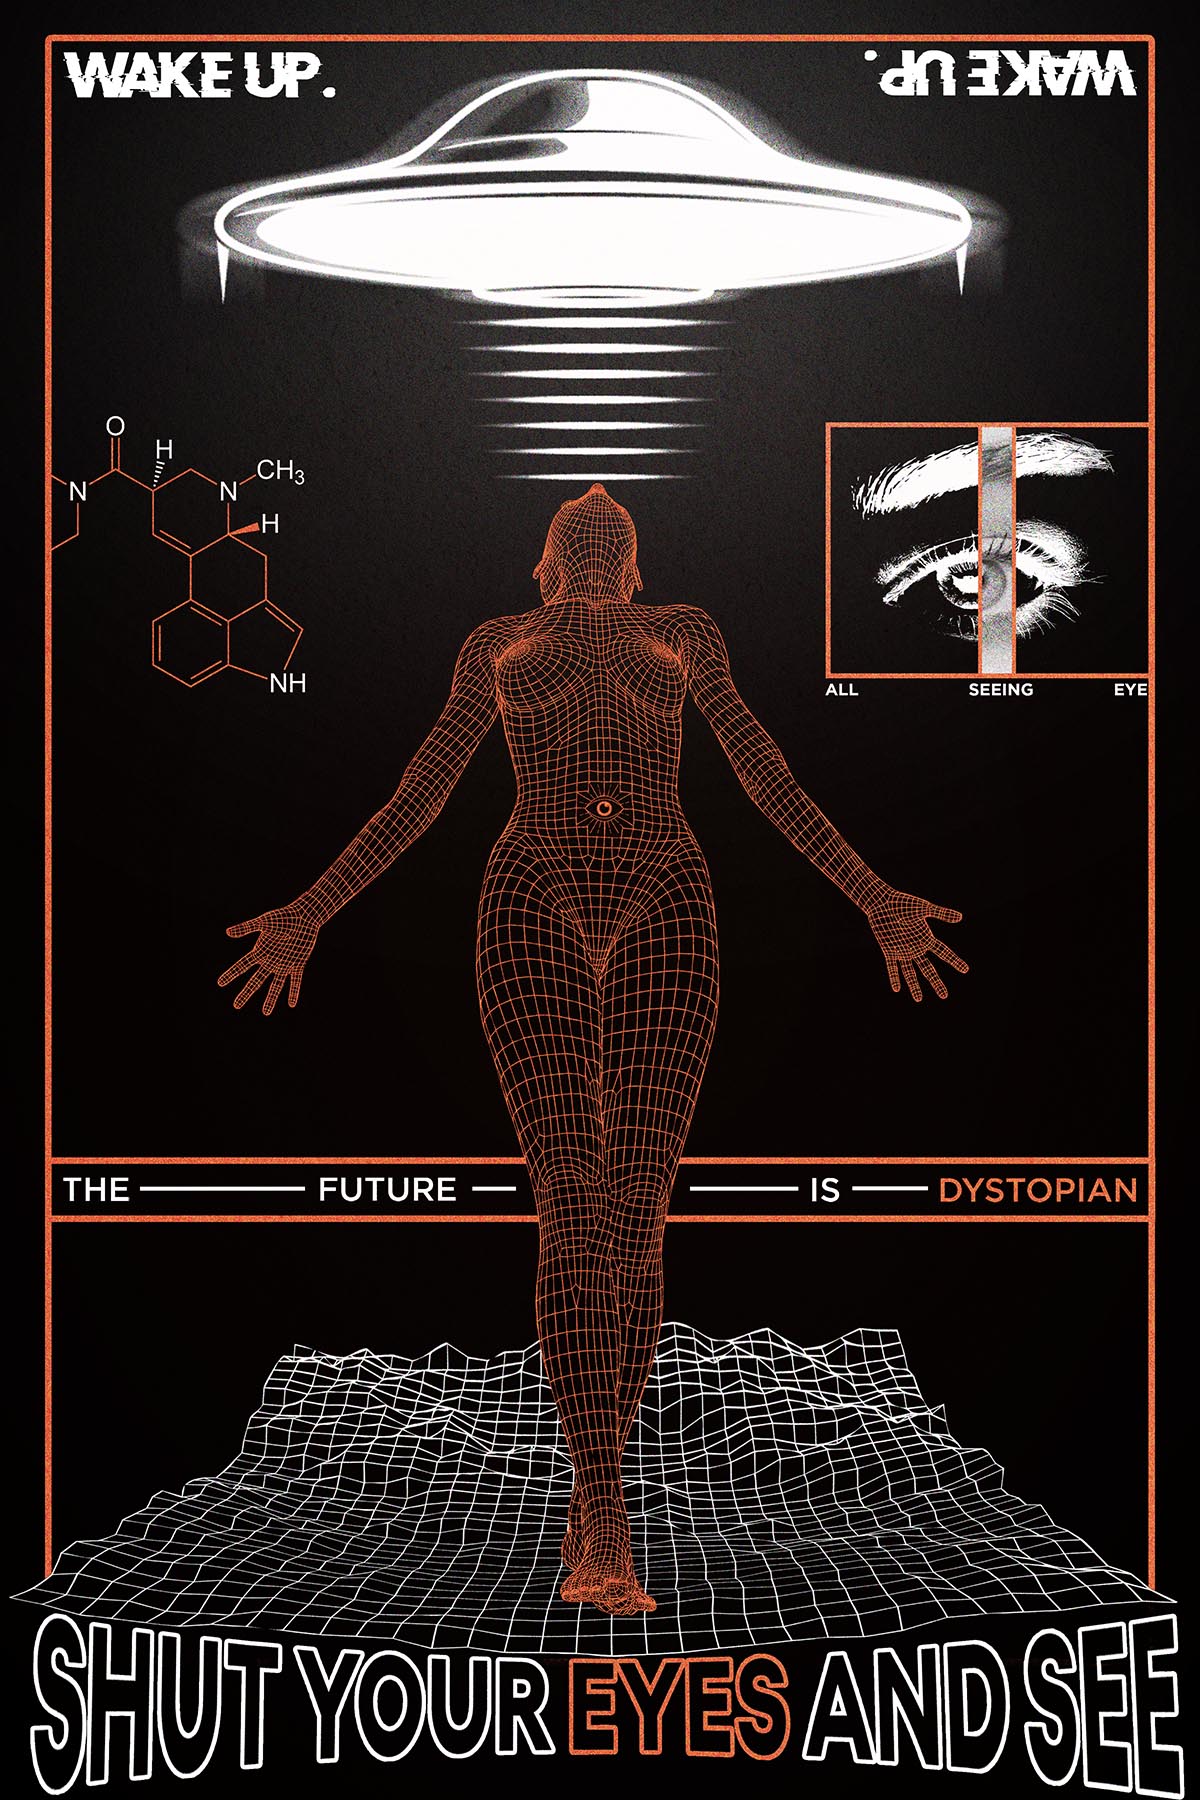 WAKE UP.
WAKE UP.
O
H
N
N
CH3
H
NH
ALL SEEING EYE
THE FUTURE IS DYSTOPIAN
SHUT YOUR EYES AND SEE